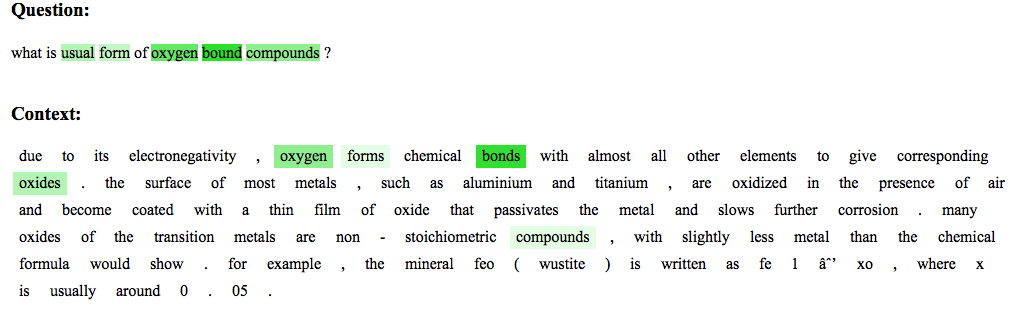 Question:
what is usual form of oxygen bound compounds ?
Context:
due to its electronegativity , oxygen forms chemical bonds with almost all other elements to give corresponding
oxides . the surface of most metals , such as aluminium and titanium , are oxidized in the presence of air
and become coated with a thin film of oxide that passivates the metal and slows further corrosion . many
oxides of the transition metals are non - stoichiometric compounds , with slightly less metal than the chemical
formula would show . for example , the mineral feo ( wustite ) is written as fe 1 âˆ’ xo , where x
is usually around 0 . 05 .